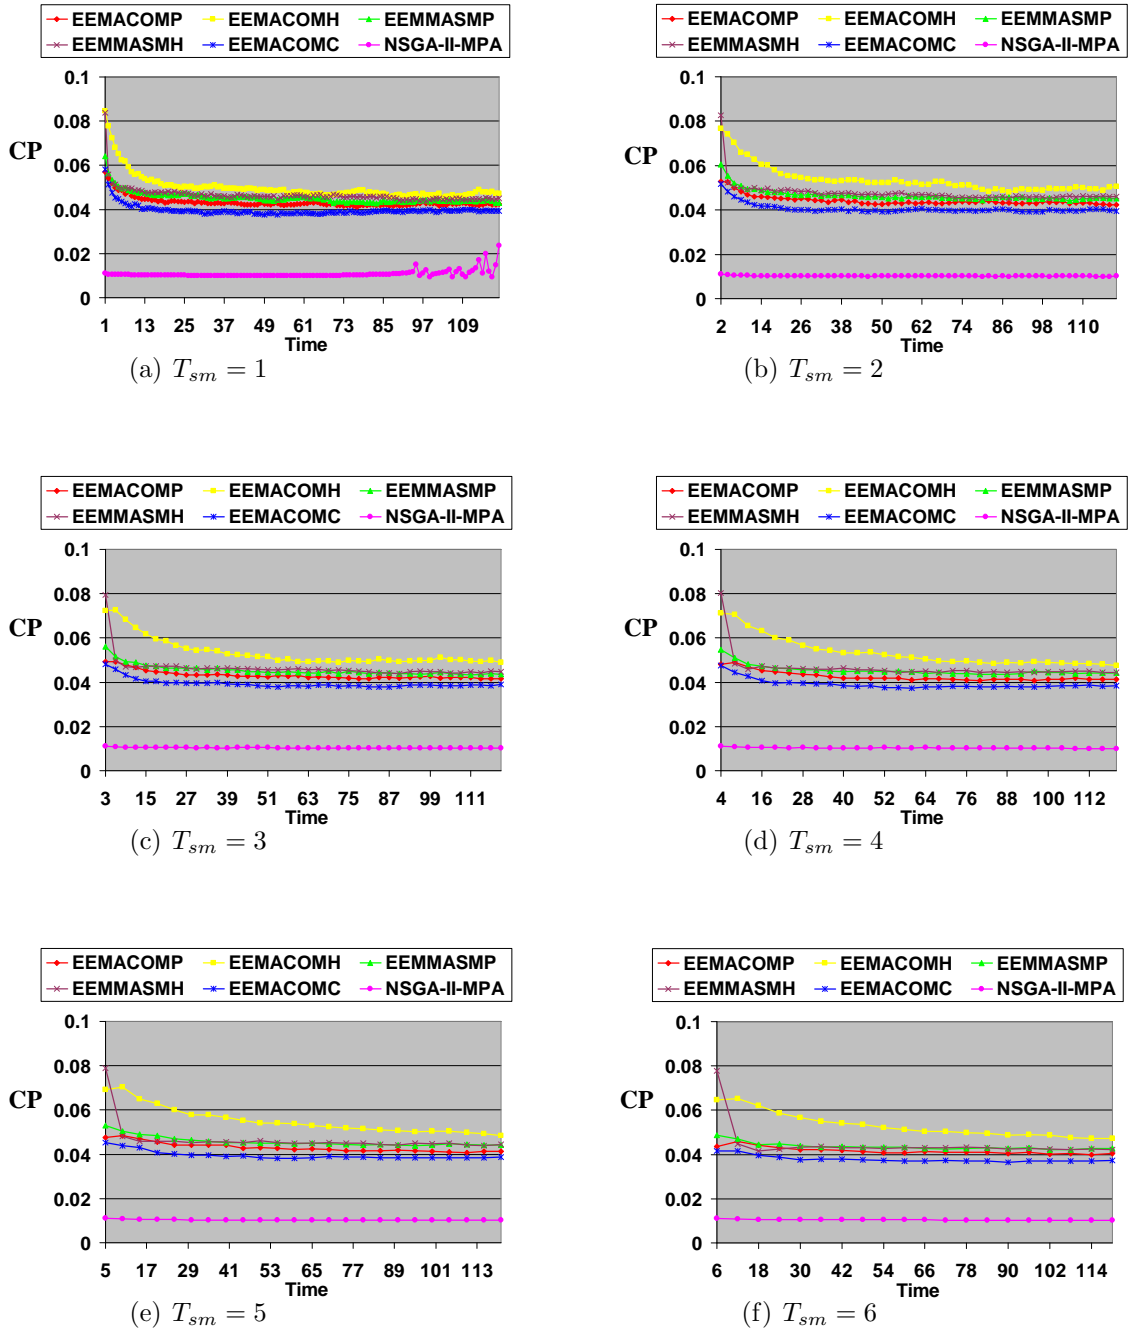 EEMACOMP EEMACOMH EEMMASMP
EEMMASMH EEMACOMC NSGA-II-MPA
0.1
0.08
CP
0.06
0.04
0.02
0
1 13 25 37 49 61 73 85 97 109
Time
(a) T_sm = 1
EEMACOMP EEMACOMH EEMMASMP
EEMMASMH EEMACOMC NSGA-II-MPA
0.1
0.08
CP
0.06
0.04
0.02
0
2 14 26 38 50 62 74 86 98 110
Time
(b) T_sm = 2
EEMACOMP EEMACOMH EEMMASMP
EEMMASMH EEMACOMC NSGA-II-MPA
0.1
0.08
CP
0.06
0.04
0.02
0
3 15 27 39 51 63 75 87 99 111
Time
(c) T_sm = 3
EEMACOMP EEMACOMH EEMMASMP
EEMMASMH EEMACOMC NSGA-II-MPA
0.1
0.08
CP
0.06
0.04
0.02
0
4 16 28 40 52 64 76 88 100 112
Time
(d) T_sm = 4
EEMACOMP EEMACOMH EEMMASMP
EEMMASMH EEMACOMC NSGA-II-MPA
0.1
0.08
CP
0.06
0.04
0.02
0
5 17 29 41 53 65 77 89 101 113
Time
(e) T_sm = 5
EEMACOMP EEMACOMH EEMMASMP
EEMMASMH EEMACOMC NSGA-II-MPA
0.1
0.08
CP
0.06
0.04
0.02
0
6 18 30 42 54 66 78 90 102 114
Time
(f) T_sm = 6